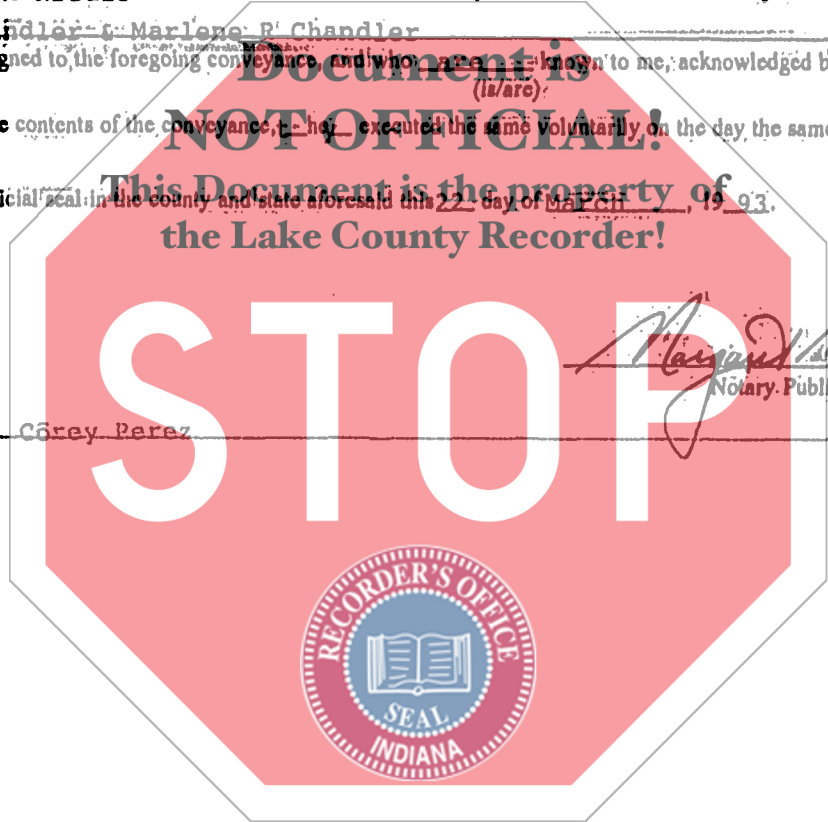 ndler & Marlene P Chandler
gned to the foregoing conveyance, and who are known to me, acknowledged b
(is/are)
Document is
e contents of the conveyance, t hey executed the same voluntarily on the day the same
NOT OFFICIAL!
icial seal in the county and state aforesaid this 22 day of March, 19 93.
This Document is the property of
the Lake County Recorder!
STOP
Notary Publi
Corey Perez
RECORDER'S OFFICE
SEAL
INDIANA